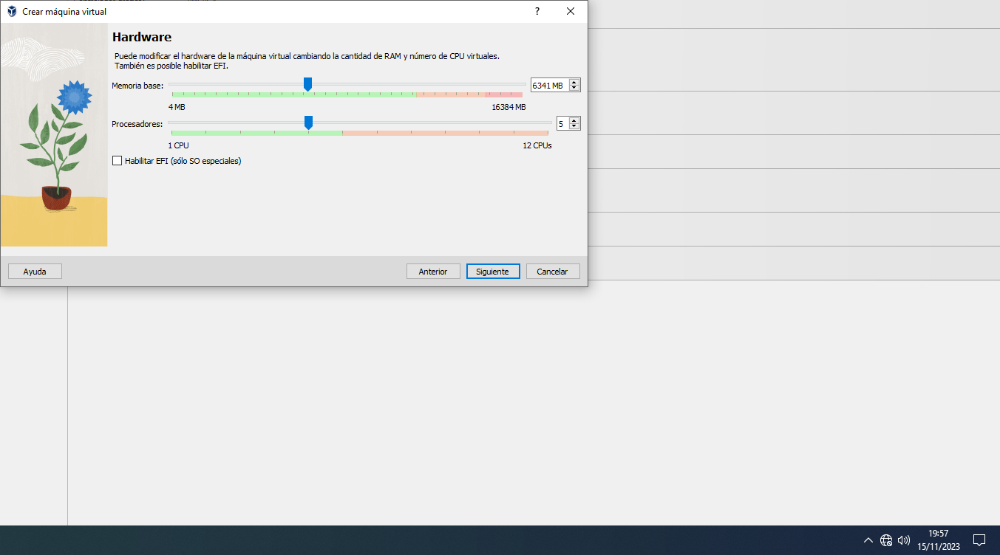 Crear máquina virtual
?
Hardware
Puede modificar el hardware de la máquina virtual cambiando la cantidad de RAM y número de CPU virtuales.
También es posible habilitar EFI.
Memoria base:
6341 MB
4 MB
16384 MB
Procesadores:
5
1 CPU
12 CPUs
Habilitar EFI (sólo SO especiales)
Ayuda
Anterior
Siguiente
Cancelar
19:57
15/11/2023